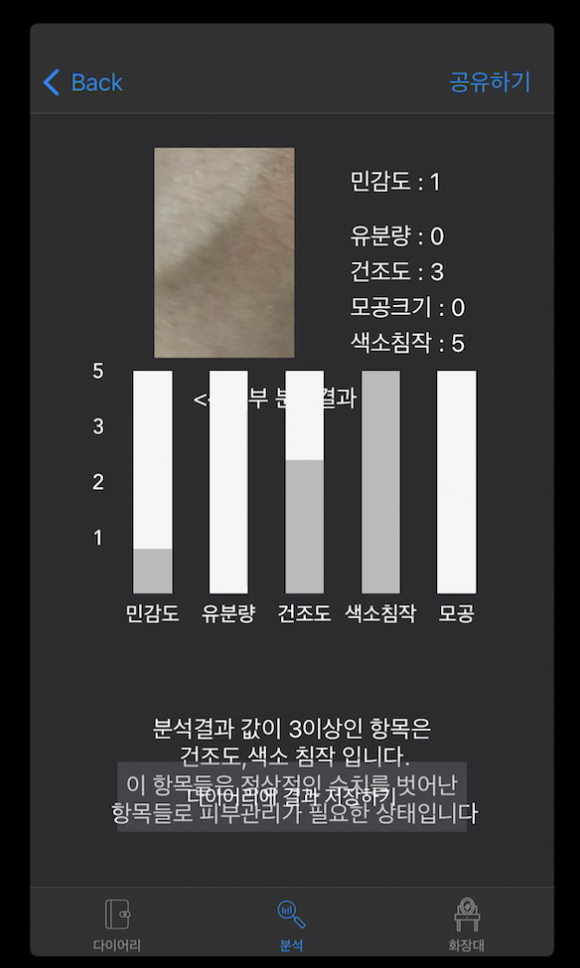 Back
공유하기
민감도 : 1
유분량 : 0
건조도 : 3
모공크기 : 0
색소침작 : 5
5
3
2
1
결과
민감도 유분량 건조도 색소침작 모공
분석결과 값이 3이상인 항목은
건조도,색소 침작 입니다.
이 항목들은 정상적인 수치를 벗어난
다이어리에 결과 저장하기
항목들로 피부관리가 필요한 상태입니다
다이어리
분석
화장대